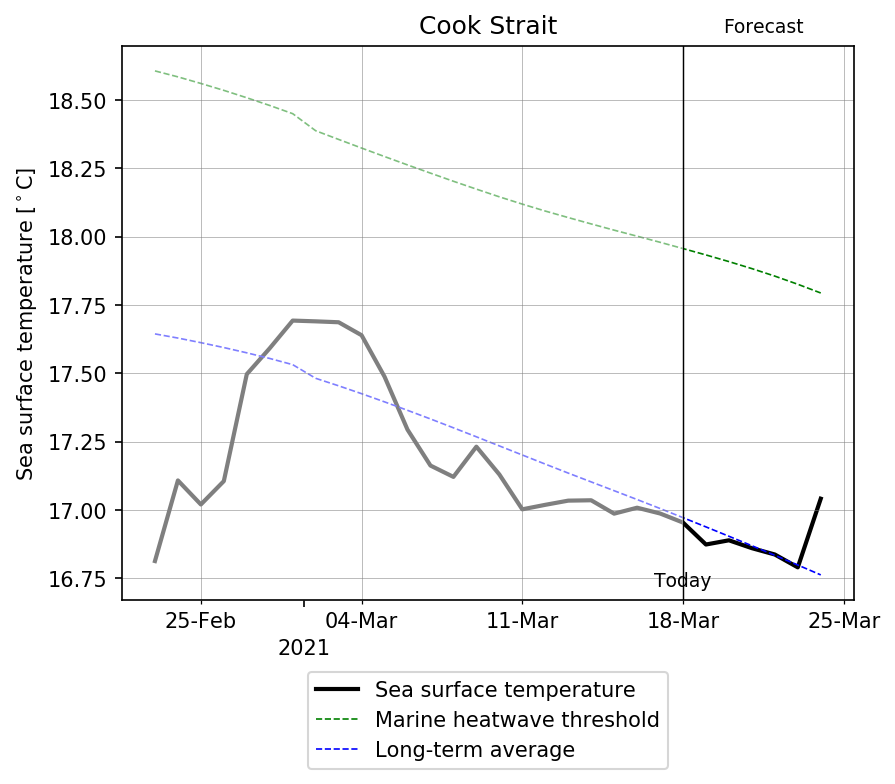 Cook Strait
Forecast
Sea surface temperature [°C]
18.50
18.25
18.00
17.75
17.50
17.25
17.00
16.75
Today
25-Feb
04-Mar
11-Mar
18-Mar
25-Mar
2021
Sea surface temperature
Marine heatwave threshold
Long-term average